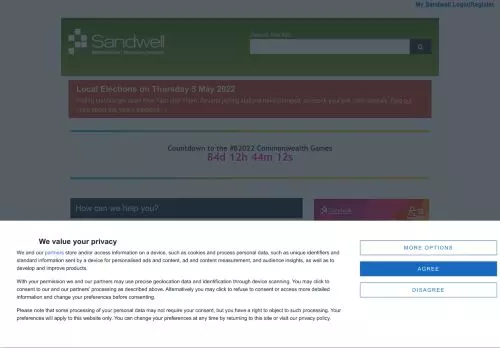 My Sandwell Login/Register
Sandwell
Search this site
Local Elections on Thursday 5 May 2022
Countdown to the #B2022 Commonwealth Games
84d 12h 44m 12s
How can we help you?
Sandwell
We value your privacy
We and our partners store and/or access information on a device, such as cookies and process personal data, such as unique identifiers and
standard information sent by a device for personalised ads and content, ad and content measurement, and audience insights, as well as to
develop and improve products.
With your permission we and our partners may use precise geolocation data and identification through device scanning. You may click to
consent to our and our partners' processing as described above. Alternatively you may click to refuse to consent or access more detailed
information and change your preferences before consenting.
Please note that some processing of your personal data may not require your consent, but you have a right to object to such processing. Your
preferences will apply to this website only. You can change your preferences at any time by returning to this site or visit our privacy policy.
MORE OPTIONS
AGREE
DISAGREE